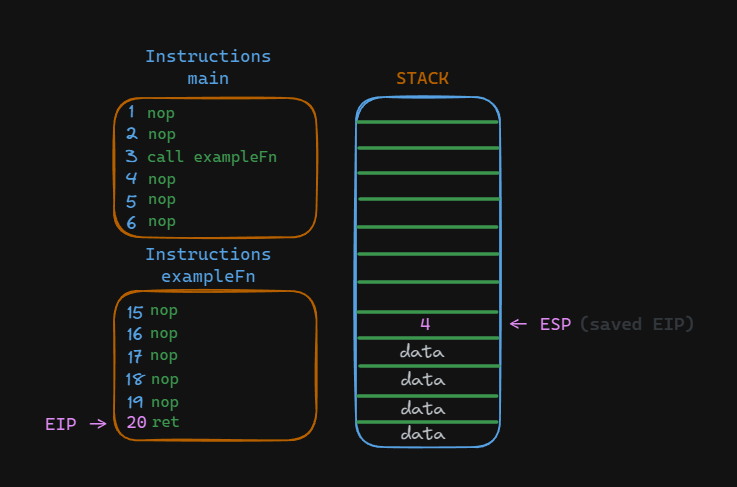 Instructions
main
1 nop
2 nop
3 call exampleFn
4 nop
5 nop
6 nop
Instructions
exampleFn
15 nop
16 nop
17 nop
18 nop
19 nop
EIP → 20 ret
STACK
4 ← ESP (saved EIP)
data
data
data
data